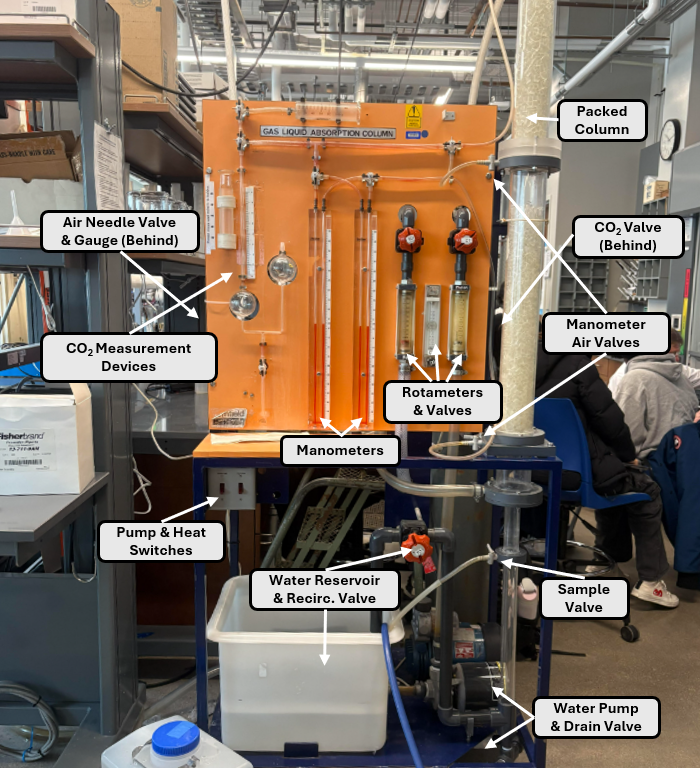 GAS LIQUID ABSORPTION COLUMN
Packed
Column
Air Needle Valve
& Gauge (Behind)
CO₂ Valve
(Behind)
Manometer
Air Valves
CO₂ Measurement
Devices
Rotameters
& Valves
Manometers
Fisherbrand
Pump & Heat
Switches
Water Reservoir
& Recirc. Valve
Sample
Valve
Water Pump
& Drain Valve